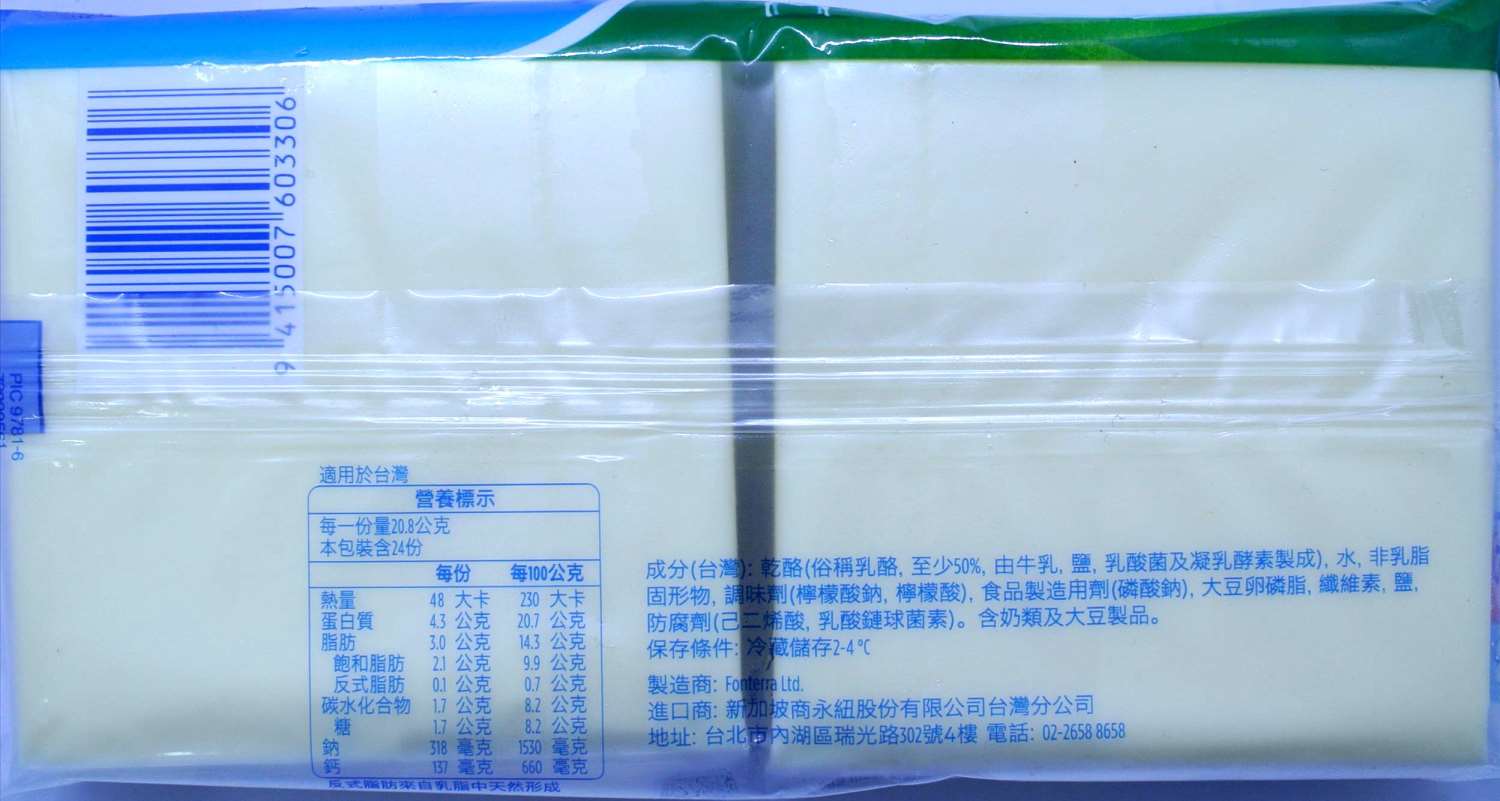 9 415007 603306
PIC 9781-6
適用於台灣
營養標示
每一份量20.8公克
本包裝含24份
每份 每100公克
熱量 48 大卡 230 大卡
蛋白質 4.3 公克 20.7 公克
脂肪 3.0 公克 14.3 公克
飽和脂肪 2.1 公克 9.9 公克
反式脂肪 0.1 公克 0.7 公克
碳水化合物 1.7 公克 8.2 公克
糖 1.7 公克 8.2 公克
鈉 318 毫克 1530 毫克
鈣 137 毫克 660 毫克
反式脂肪來自乳脂中天然形成
成分(台灣): 乾酪(俗稱乳酪, 至少50%, 由牛乳, 鹽, 乳酸菌及凝乳酵素製成), 水, 非乳脂
固形物, 調味劑(檸檬酸鈉, 檸檬酸), 食品製造用劑(磷酸鈉), 大豆卵磷脂, 纖維素, 鹽,
防腐劑(己二烯酸, 乳酸鏈球菌素)。含奶類及大豆製品。
保存條件: 冷藏儲存2-4 °C
製造商: Fonterra Ltd.
進口商: 新加坡商永紐股份有限公司台灣分公司
地址: 台北市內湖區瑞光路302號4樓 電話: 02-2658 8658